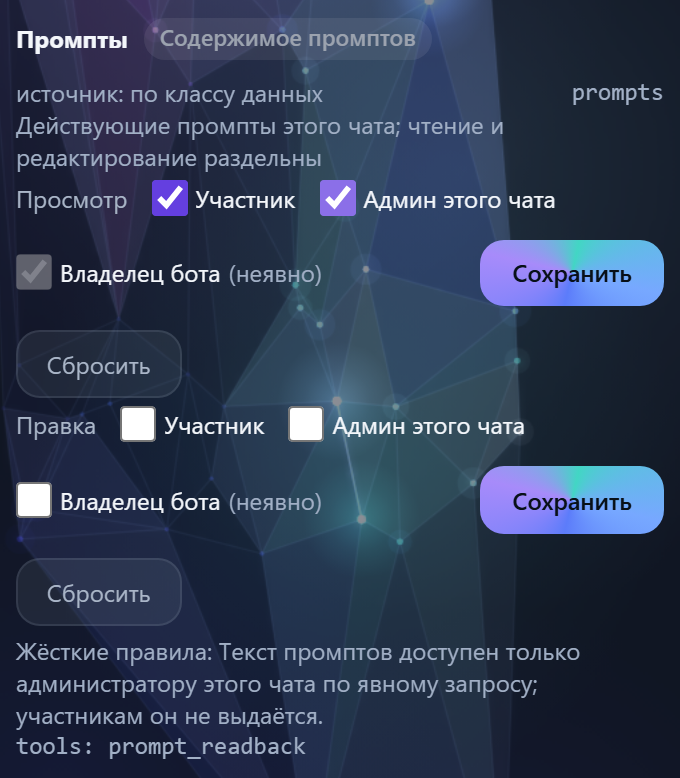 Промпты Содержимое промптов
источник: по классу данных prompts
Действующие промпты этого чата; чтение и
редактирование раздельны
Просмотр Участник Админ этого чата
Владелец бота (неявно) Сохранить
Сбросить
Правка Участник Админ этого чата
Владелец бота (неявно) Сохранить
Сбросить
Жёсткие правила: Текст промптов доступен только
администратору этого чата по явному запросу;
участникам он не выдаётся.
tools: prompt_readback